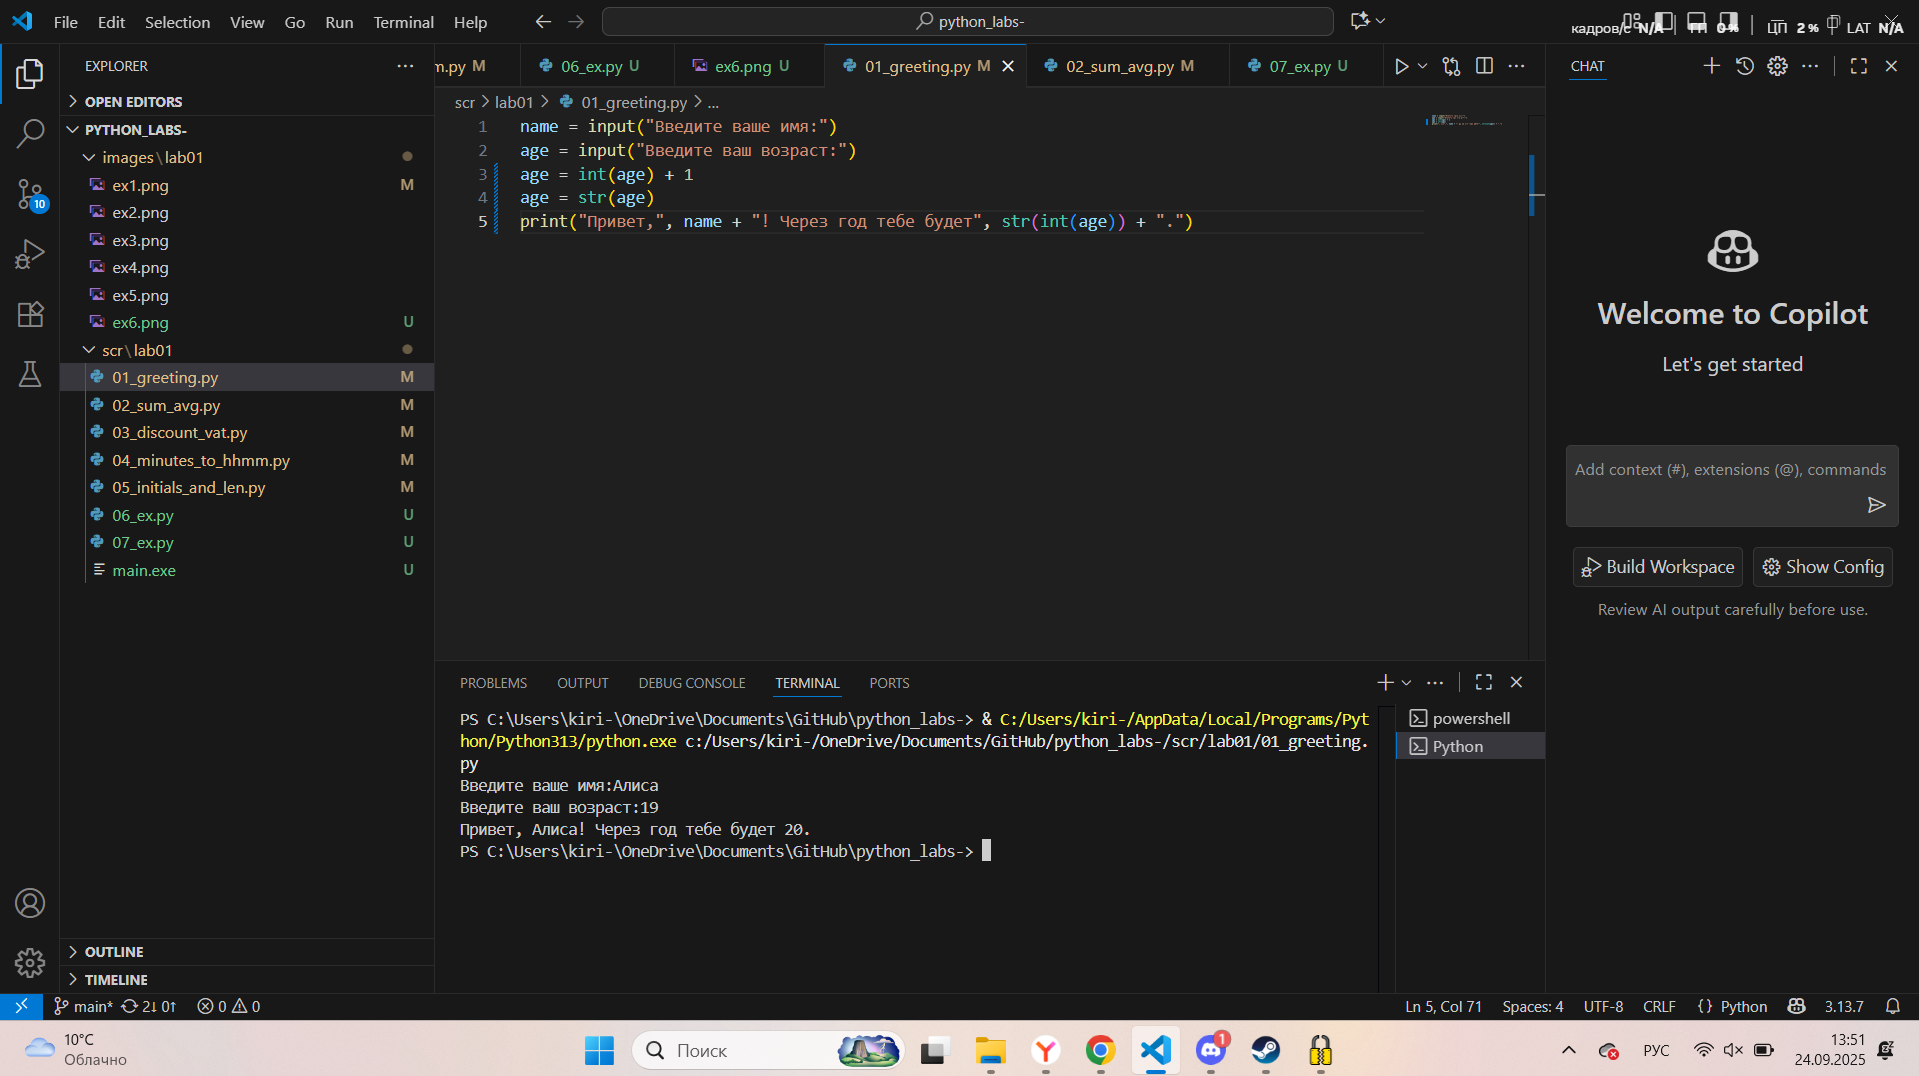 File Edit Selection View Go Run Terminal Help
python_labs-
кадров/с N/A ГП 0% ЦП 2% LAT N/A
EXPLORER
OPEN EDITORS
PYTHON_LABS-
images\lab01
ex1.png M
ex2.png
ex3.png
ex4.png
ex5.png
ex6.png U
scr\lab01
01_greeting.py M
02_sum_avg.py M
03_discount_vat.py M
04_minutes_to_hhmm.py M
05_initials_and_len.py M
06_ex.py U
07_ex.py U
main.exe U
OUTLINE
TIMELINE
m.py M 06_ex.py U ex6.png U 01_greeting.py M 02_sum_avg.py M 07_ex.py U
scr > lab01 > 01_greeting.py > ...
1 name = input("Введите ваше имя:")
2 age = input("Введите ваш возраст:")
3 age = int(age) + 1
4 age = str(age)
5 print("Привет,", name + "! Через год тебе будет", str(int(age)) + ".")
PROBLEMS OUTPUT DEBUG CONSOLE TERMINAL PORTS
PS C:\Users\kiri-\OneDrive\Documents\GitHub\python_labs-> & C:/Users/kiri-/AppData/Local/Programs/Pyt
hon/Python313/python.exe c:/Users/kiri-/OneDrive/Documents/GitHub/python_labs-/scr/lab01/01_greeting.
py
Введите ваше имя:Алиса
Введите ваш возраст:19
Привет, Алиса! Через год тебе будет 20.
PS C:\Users\kiri-\OneDrive\Documents\GitHub\python_labs->
powershell
Python
CHAT
Welcome to Copilot
Let's get started
Add context (#), extensions (@), commands
Build Workspace Show Config
Review AI output carefully before use.
10
main* 2↓ 0↑ 0 0
Ln 5, Col 71 Spaces: 4 UTF-8 CRLF {} Python 3.13.7
10°C
Облачно
Поиск
1
РУС
13:51
24.09.2025